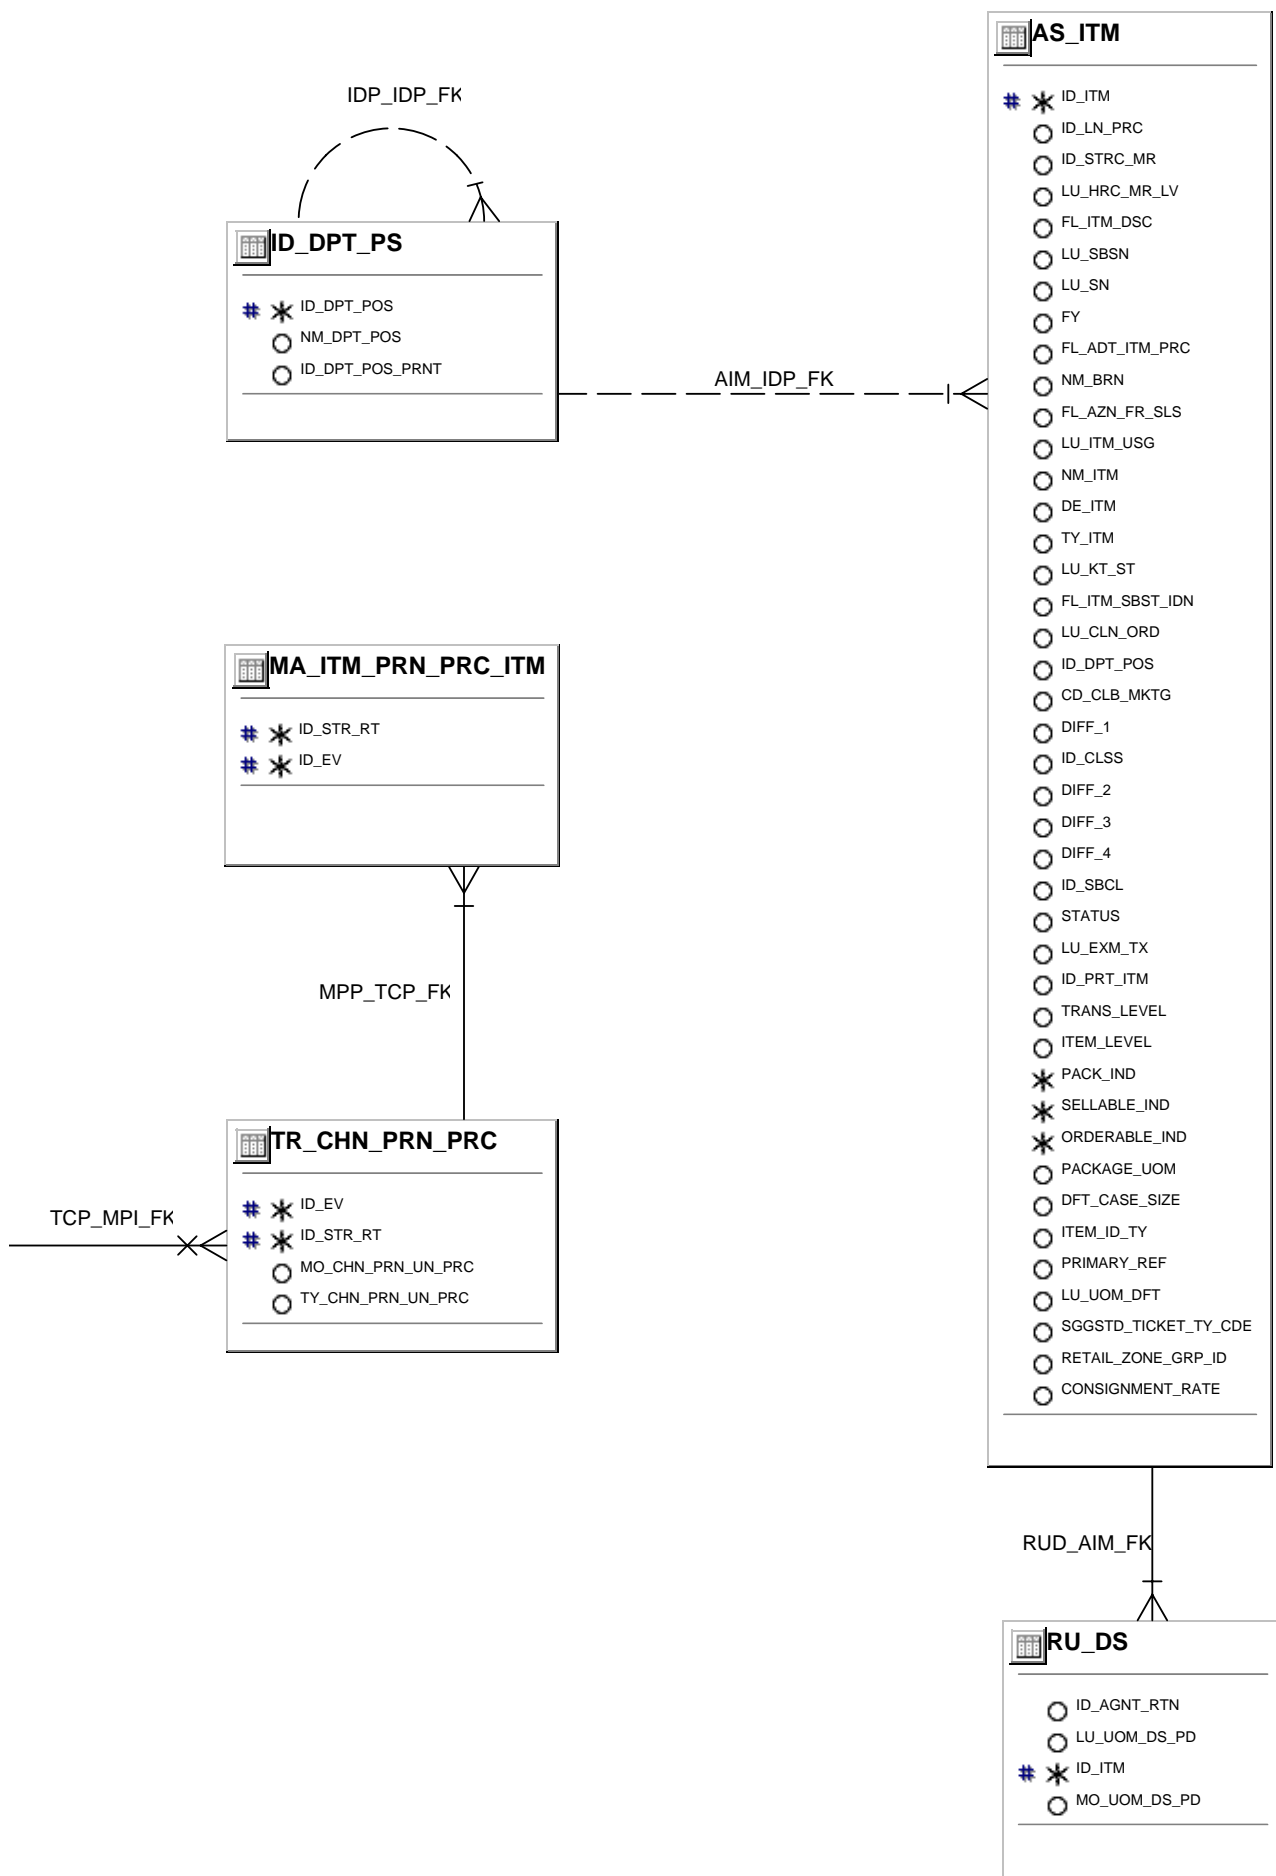 IDP_IDP_FK
ID_DPT_PS
# ID_DPT_POS
NM_DPT_POS
ID_DPT_POS_PRNT
AIM_IDP_FK
MA_ITM_PRN_PRC_ITM
# ID_STR_RT
# ID_EV
MPP_TCP_FK
TR_CHN_PRN_PRC
# ID_EV
# ID_STR_RT
MO_CHN_PRN_UN_PRC
TY_CHN_PRN_UN_PRC
TCP_MPI_FK
AS_ITM
# ID_ITM
ID_LN_PRC
ID_STRC_MR
LU_HRC_MR_LV
FL_ITM_DSC
LU_SBSN
LU_SN
FY
FL_ADT_ITM_PRC
NM_BRN
FL_AZN_FR_SLS
LU_ITM_USG
NM_ITM
DE_ITM
TY_ITM
LU_KT_ST
FL_ITM_SBST_IDN
LU_CLN_ORD
ID_DPT_POS
CD_CLB_MKTG
DIFF_1
ID_CLSS
DIFF_2
DIFF_3
DIFF_4
ID_SBCL
STATUS
LU_EXM_TX
ID_PRT_ITM
TRANS_LEVEL
ITEM_LEVEL
PACK_IND
SELLABLE_IND
ORDERABLE_IND
PACKAGE_UOM
DFT_CASE_SIZE
ITEM_ID_TY
PRIMARY_REF
LU_UOM_DFT
SGGSTD_TICKET_TY_CDE
RETAIL_ZONE_GRP_ID
CONSIGNMENT_RATE
RUD_AIM_FK
RU_DS
ID_AGNT_RTN
LU_UOM_DS_PD
# ID_ITM
MO_UOM_DS_PD